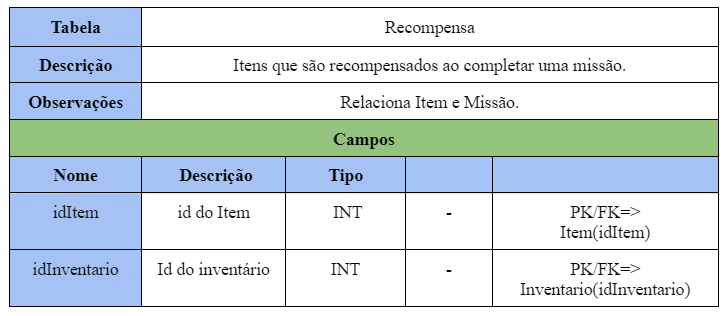 Tabela Recompensa
Descrição Itens que são recompensados ao completar uma missão.
Observações Relaciona Item e Missão.
Campos
Nome Descrição Tipo
idItem id do Item INT - PK/FK=>
Item(idItem)
idInventario Id do inventário INT - PK/FK=>
Inventario(idInventario)